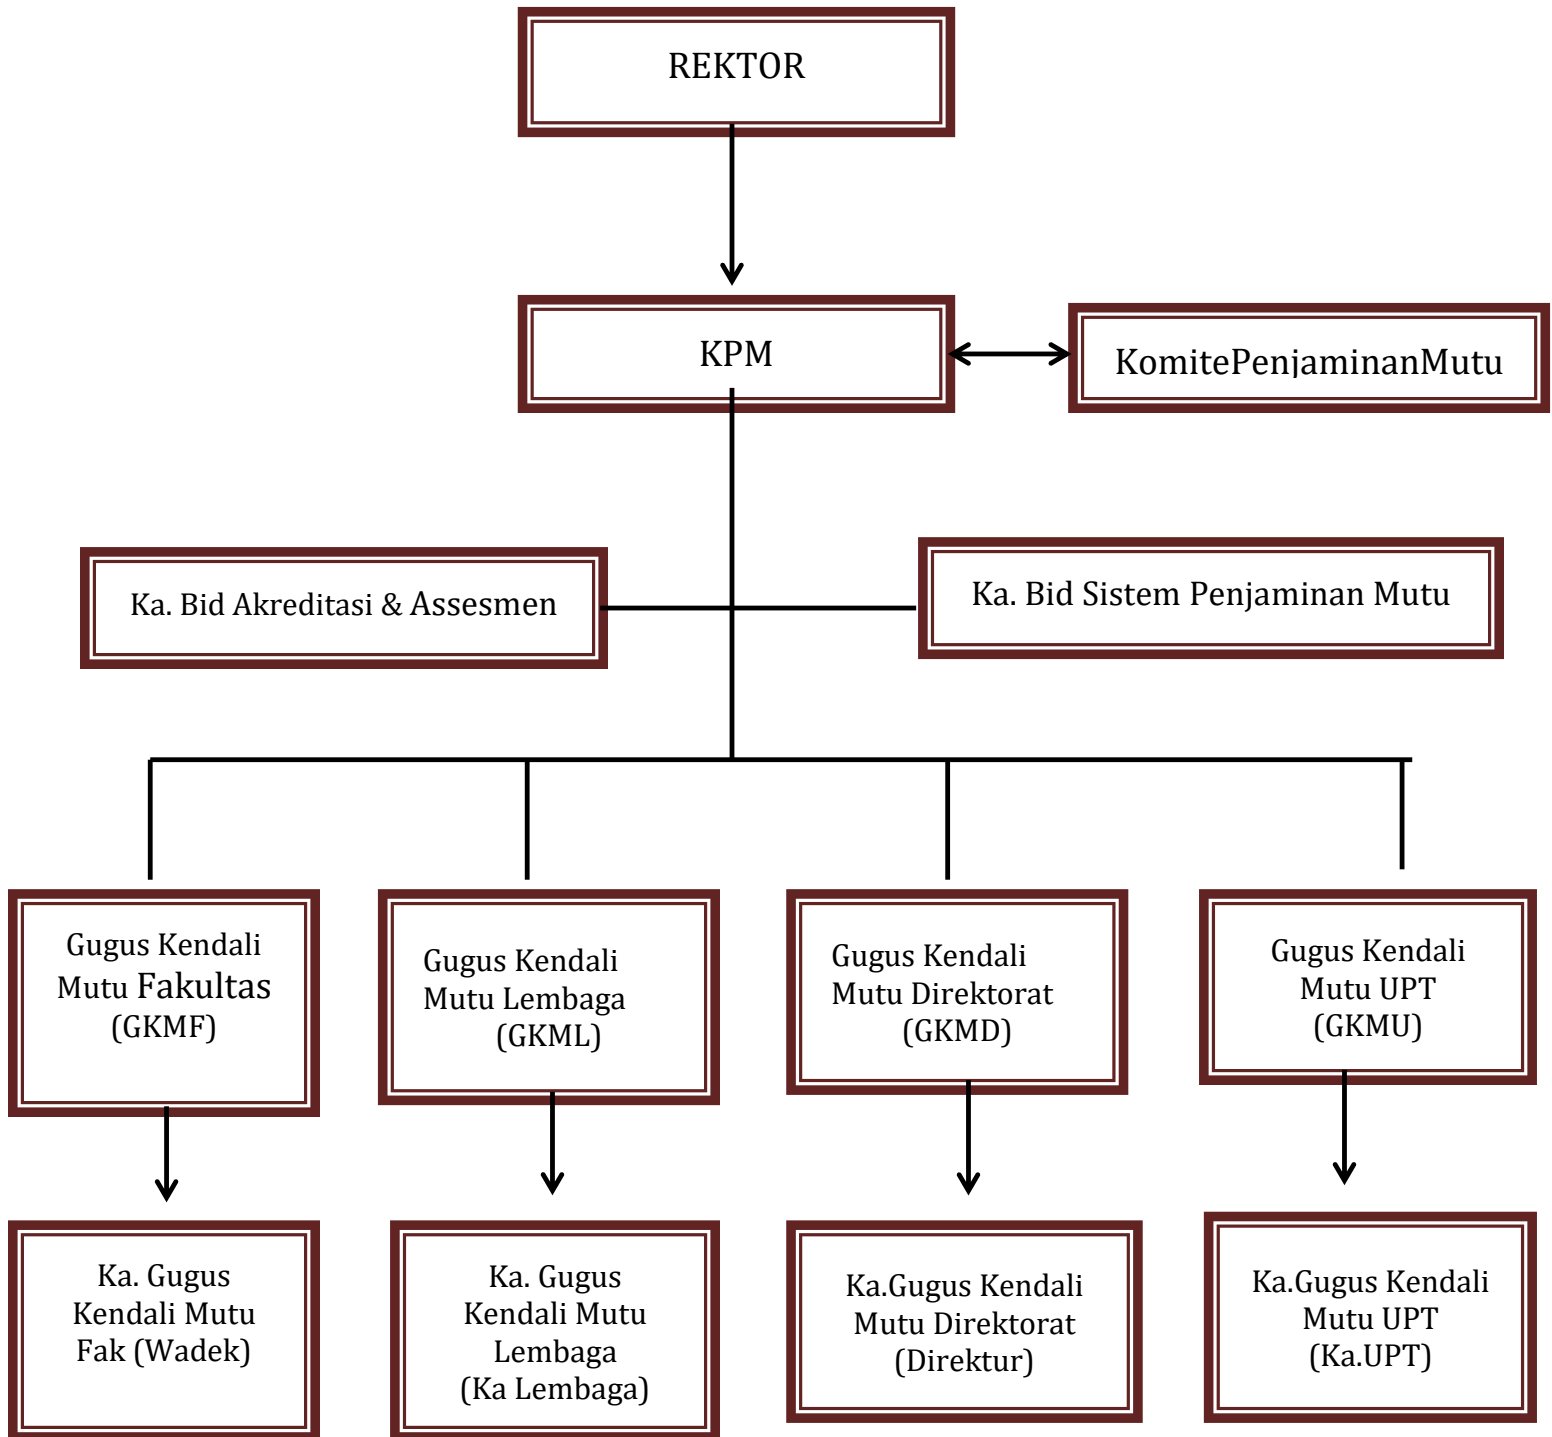 REKTOR
KPM
KomitePenjaminanMutu
Ka. Bid Akreditasi & Assesmen
Ka. Bid Sistem Penjaminan Mutu
Gugus Kendali
Mutu Fakultas
(GKMF)
Gugus Kendali
Mutu Lembaga
(GKML)
Gugus Kendali
Mutu Direktorat
(GKMD)
Gugus Kendali
Mutu UPT
(GKMU)
Ka. Gugus
Kendali Mutu
Fak (Wadek)
Ka. Gugus
Kendali Mutu
Lembaga
(Ka Lembaga)
Ka.Gugus Kendali
Mutu Direktorat
(Direktur)
Ka.Gugus Kendali
Mutu UPT
(Ka.UPT)